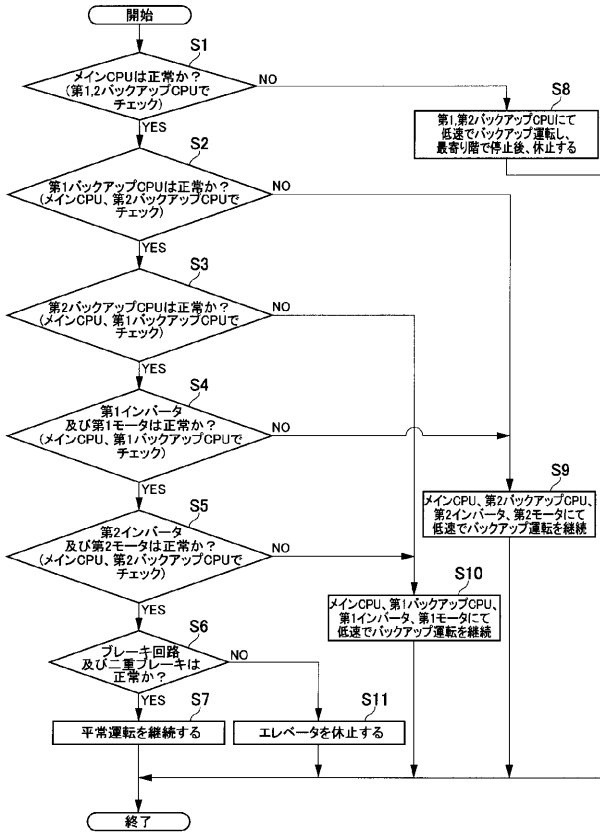 開始
S1
メインCPUは正常か?
(第1,2バックアップCPUで
チェック)
NO
YES
S8
第1,第2バックアップCPUにて
低速でバックアップ運転し、
最寄り階で停止後、休止する
S2
第1バックアップCPUは正常か?
(メインCPU、第2バックアップCPUで
チェック)
NO
YES
S3
第2バックアップCPUは正常か?
(メインCPU、第1バックアップCPUで
チェック)
NO
YES
S4
第1インバータ
及び第1モータは正常か?
(メインCPU、第1バックアップCPUで
チェック)
NO
YES
S9
メインCPU、第2バックアップCPU、
第2インバータ、第2モータにて
低速でバックアップ運転を継続
S5
第2インバータ
及び第2モータは正常か?
(メインCPU、第2バックアップCPUで
チェック)
NO
YES
S10
メインCPU、第1バックアップCPU、
第1インバータ、第1モータにて
低速でバックアップ運転を継続
S6
ブレーキ回路
及び二重ブレーキは
正常か?
NO
YES
S7
平常運転を継続する
S11
エレベータを休止する
終了